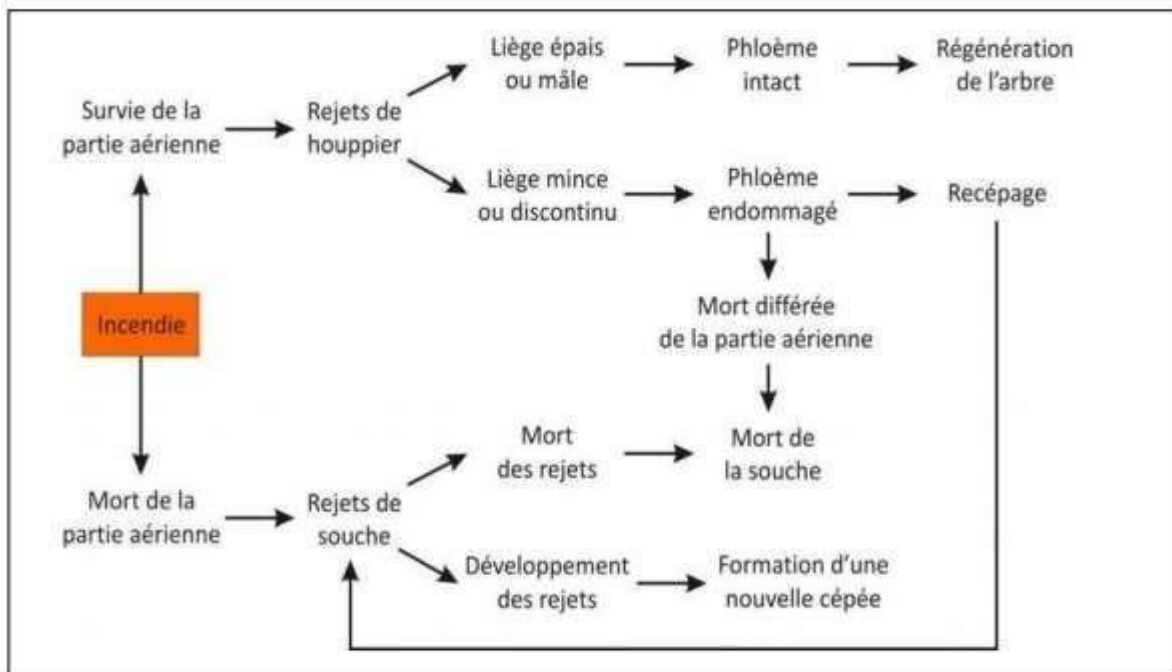 Liège épais
ou mâle
Phloème
intact
Régénération
de l'arbre
Survie de la
partie aérienne
Rejets de
houppier
Liège mince
ou discontinu
Phloème
endommagé
Recépage
Incendie
Mort différée
de la partie aérienne
Mort
des rejets
Mort de
la souche
Mort de la
partie aérienne
Rejets de
souche
Développement
des rejets
Formation d'une
nouvelle cépée